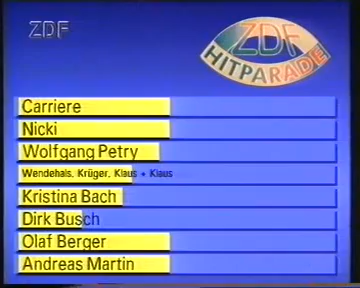 ZDF
ZDF
HITPARADE
Carriere
Nicki
Wolfgang Petry
Wendehals, Krüger, Klaus + Klaus
Kristina Bach
Dirk Busch
Olaf Berger
Andreas Martin